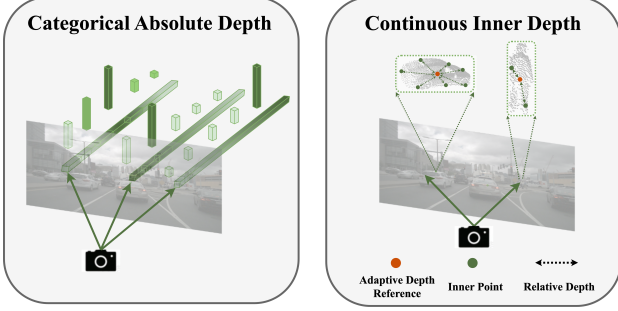 Categorical Absolute Depth
Continuous Inner Depth
Adaptive Depth
Reference
Inner Point
Relative Depth